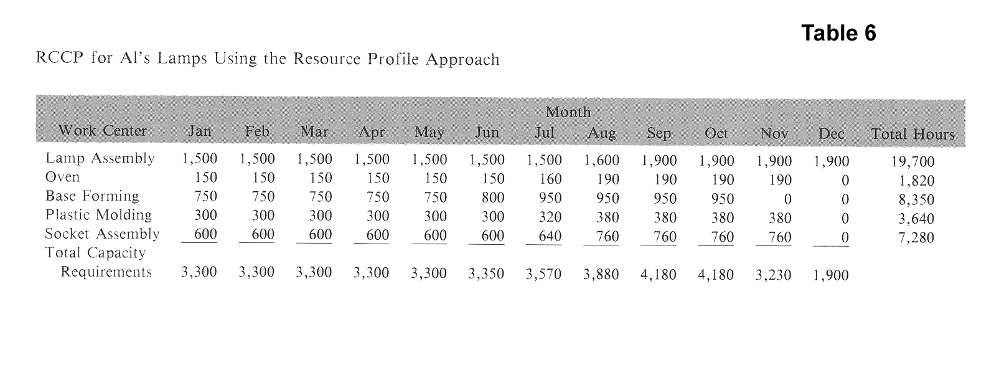 Table 6
RCCP for Al's Lamps Using the Resource Profile Approach
Month
Work Center Jan Feb Mar Apr May Jun Jul Aug Sep Oct Nov Dec Total Hours
Lamp Assembly 1,500 1,500 1,500 1,500 1,500 1,500 1,500 1,600 1,900 1,900 1,900 1,900 19,700
Oven 150 150 150 150 150 150 160 190 190 190 190 0 1,820
Base Forming 750 750 750 750 750 800 950 950 950 950 0 0 8,350
Plastic Molding 300 300 300 300 300 300 320 380 380 380 380 0 3,640
Socket Assembly 600 600 600 600 600 600 640 760 760 760 760 0 7,280
Total Capacity
Requirements 3,300 3,300 3,300 3,300 3,300 3,350 3,570 3,880 4,180 4,180 3,230 1,900